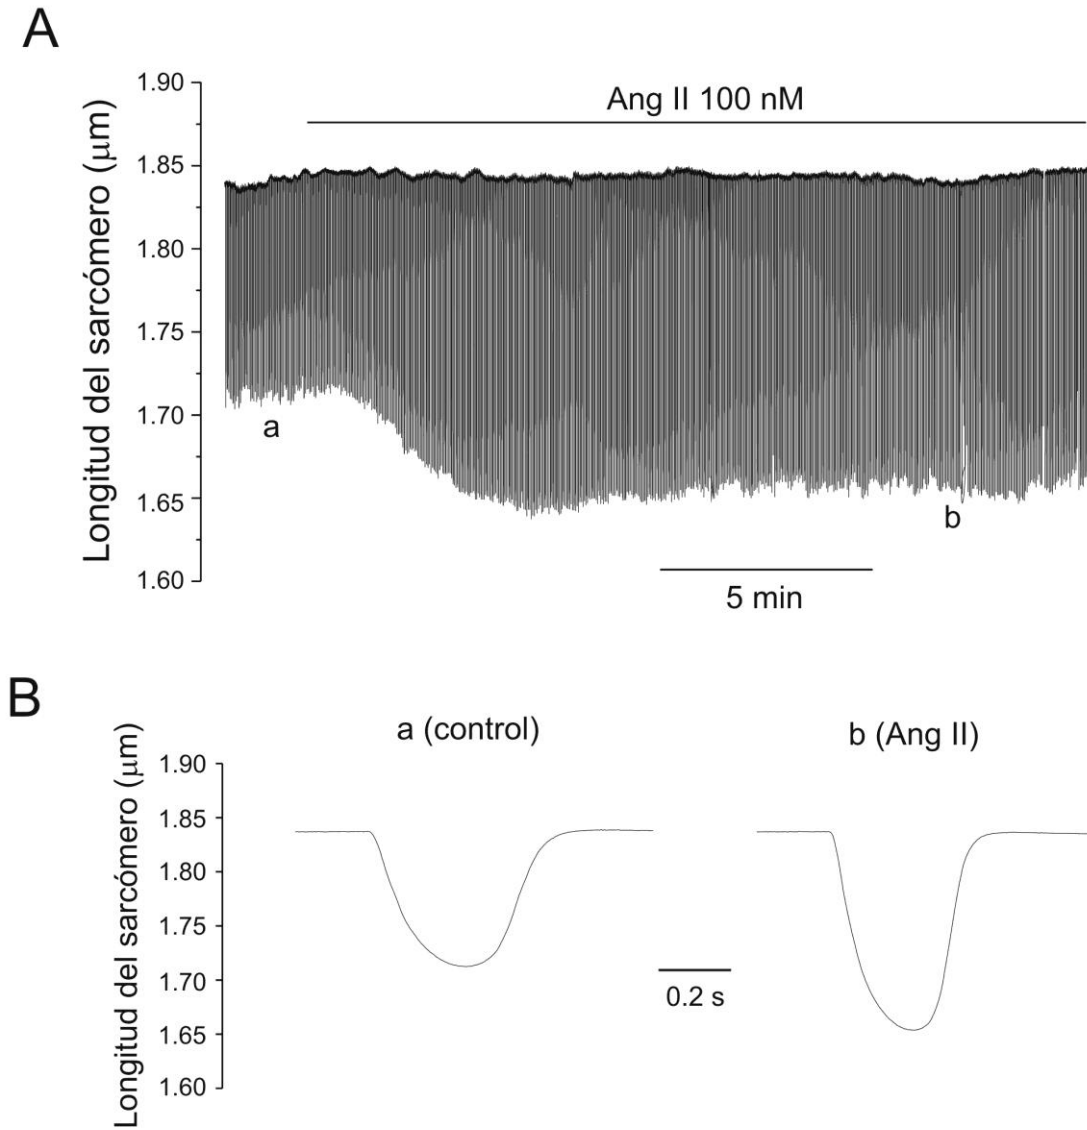 A
Longitud del sarcómero (μm)
1.90
1.85
1.80
1.75
1.70
1.65
1.60
Ang II 100 nM
a
b
5 min
B
Longitud del sarcómero (μm)
1.90
1.85
1.80
1.75
1.70
1.65
1.60
a (control)
b (Ang II)
0.2 s